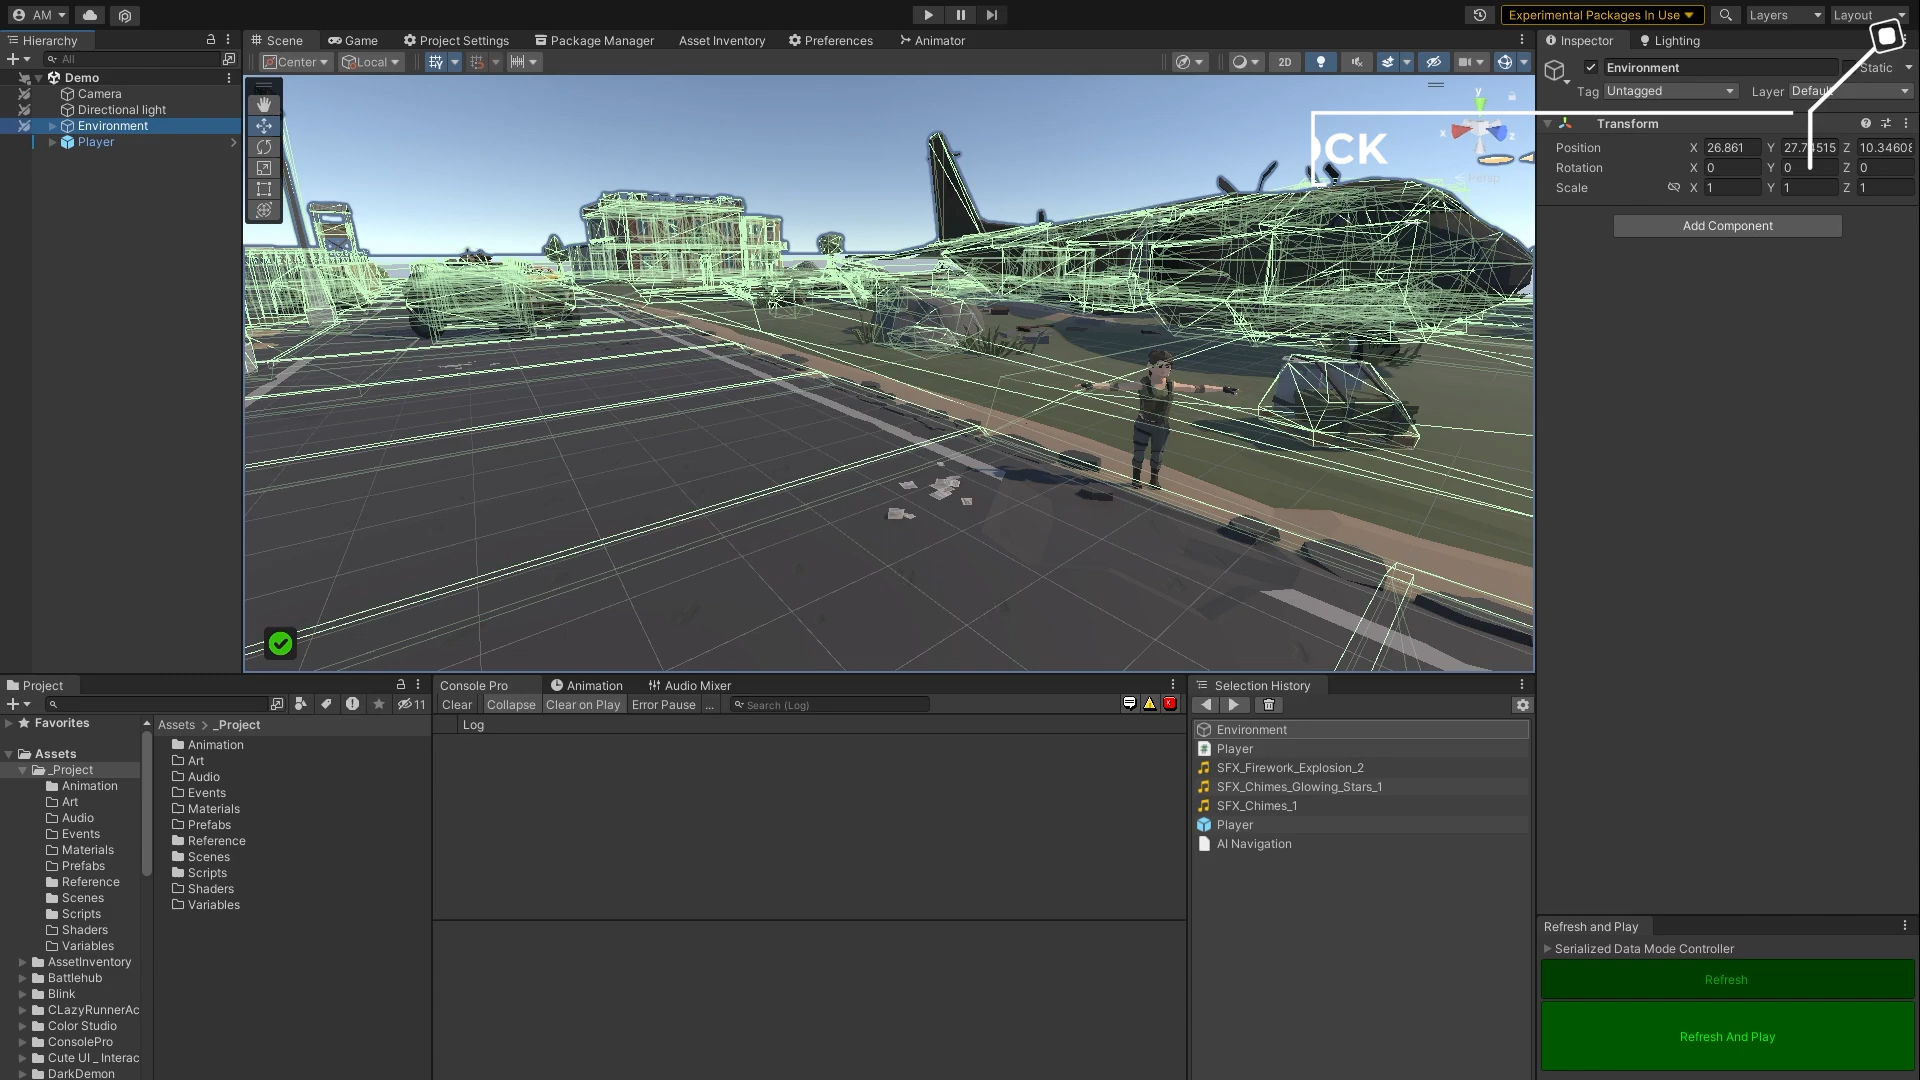 AM
Experimental Packages In Use
Layers
Layout
Hierarchy
Scene
Game
Project Settings
Package Manager
Asset Inventory
Preferences
Animator
Inspector
Lighting
All
Center
Local
2D
Environment
Static
Demo
Camera
Directional light
Environment
Player
Tag
Untagged
Layer
Default
Transform
Position X 26.861 Y 27.74515 Z 10.34608
Rotation X 0 Y 0 Z 0
Scale X 1 Y 1 Z 1
Add Component
OCK
y
x
z
Persp
Project
11
Favorites
Assets
_Project
Animation
Art
Audio
Events
Materials
Prefabs
Reference
Scenes
Scripts
Shaders
Variables
AssetInventory
Battlehub
Blink
CLazyRunnerAc
Color Studio
ConsolePro
Cute UI _ Interac
DarkDemon
Assets > _Project
Animation
Art
Audio
Events
Materials
Prefabs
Reference
Scenes
Scripts
Shaders
Variables
Console Pro
Animation
Audio Mixer
Clear
Collapse
Clear on Play
Error Pause
...
Search (Log)
Log
Selection History
Environment
Player
SFX_Firework_Explosion_2
SFX_Chimes_Glowing_Stars_1
SFX_Chimes_1
Player
AI Navigation
Refresh and Play
Serialized Data Mode Controller
Refresh
Refresh And Play